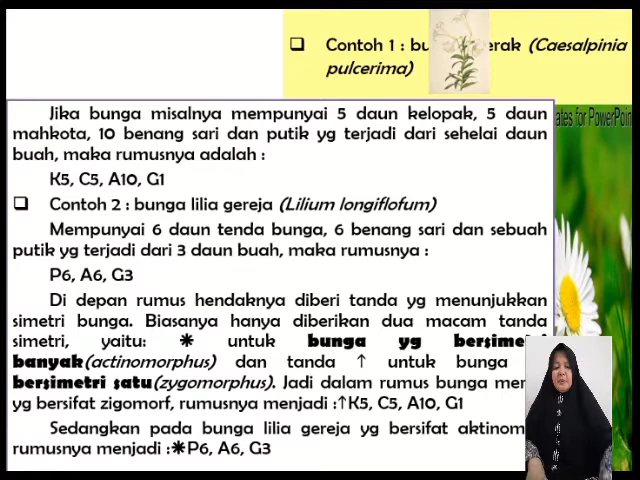 ❑ Contoh 1 : bu erak (Caesalpinia
pulcerima)
ates for PowerPoin
Jika bunga misalnya mempunyai 5 daun kelopak, 5 daun
mahkota, 10 benang sari dan putik yg terjadi dari sehelai daun
buah, maka rumusnya adalah :
K5, C5, A10, G1
❑ Contoh 2 : bunga lilia gereja (Lilium longiflofum)
Mempunyai 6 daun tenda bunga, 6 benang sari dan sebuah
putik yg terjadi dari 3 daun buah, maka rumusnya :
P6, A6, G3
Di depan rumus hendaknya diberi tanda yg menunjukkan
simetri bunga. Biasanya hanya diberikan dua macam tanda
simetri, yaitu: ✷ untuk bunga yg bersimetri
banyak(actinomorphus) dan tanda ↑ untuk bunga
bersimetri satu(zygomorphus). Jadi dalam rumus bunga mer
yg bersifat zigomorf, rumusnya menjadi :↑K5, C5, A10, G1
Sedangkan pada bunga lilia gereja yg bersifat aktinom
rumusnya menjadi :✷P6, A6, G3